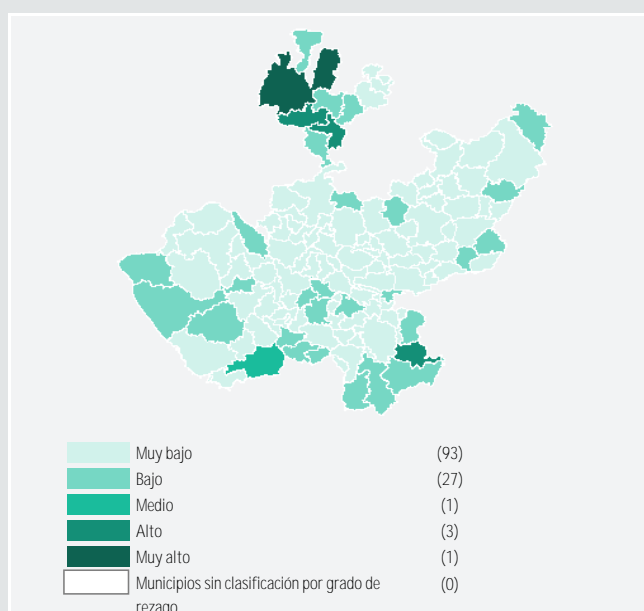 Muy bajo (93)
Bajo (27)
Medio (1)
Alto (3)
Muy alto (1)
Municipios sin clasificación por grado de (0)
rezago